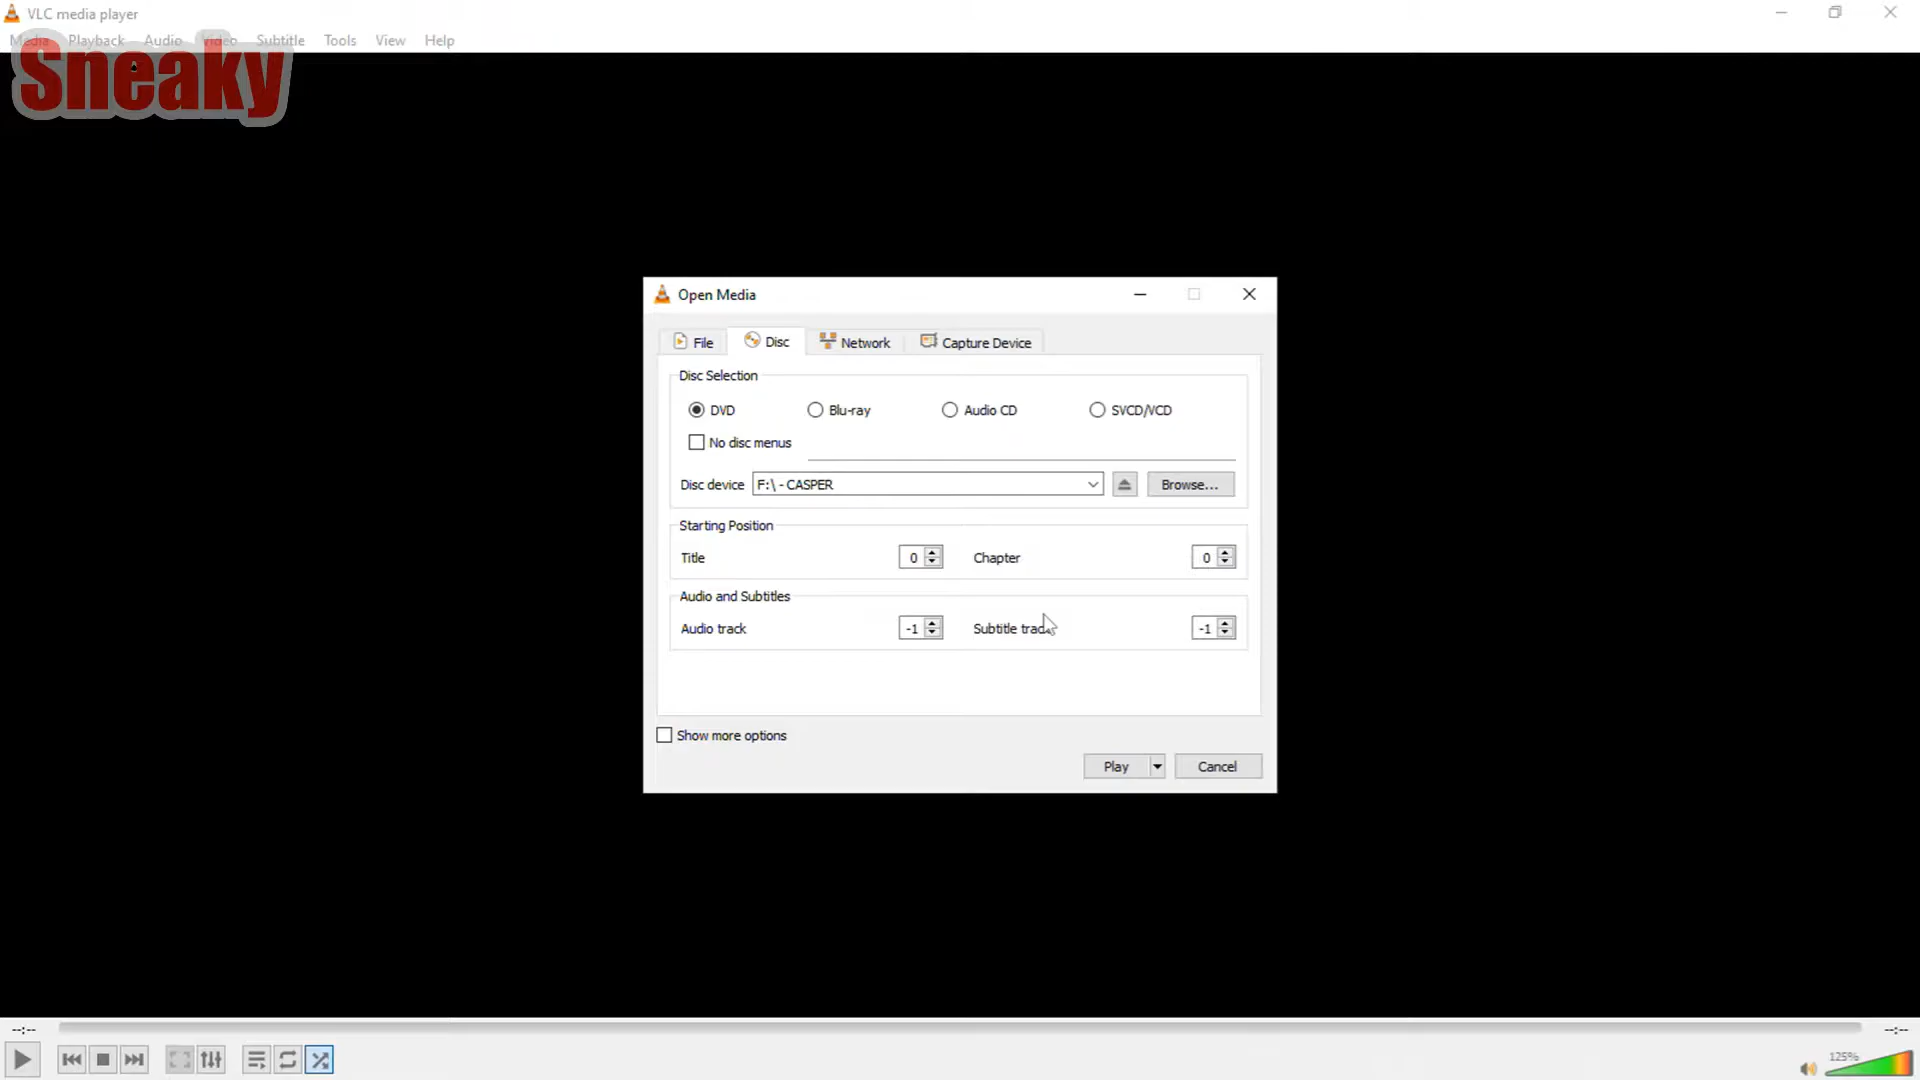 VLC media player
Media Playback Audio Video Subtitle Tools View Help
Sneaky
Open Media
File Disc Network Capture Device
Disc Selection
DVD Blu-ray Audio CD SVCD/VCD
No disc menus
Disc device F:\ - CASPER Browse...
Starting Position
Title 0 Chapter 0
Audio and Subtitles
Audio track -1 Subtitle track -1
Show more options
Play Cancel
--:-- --:--
125%